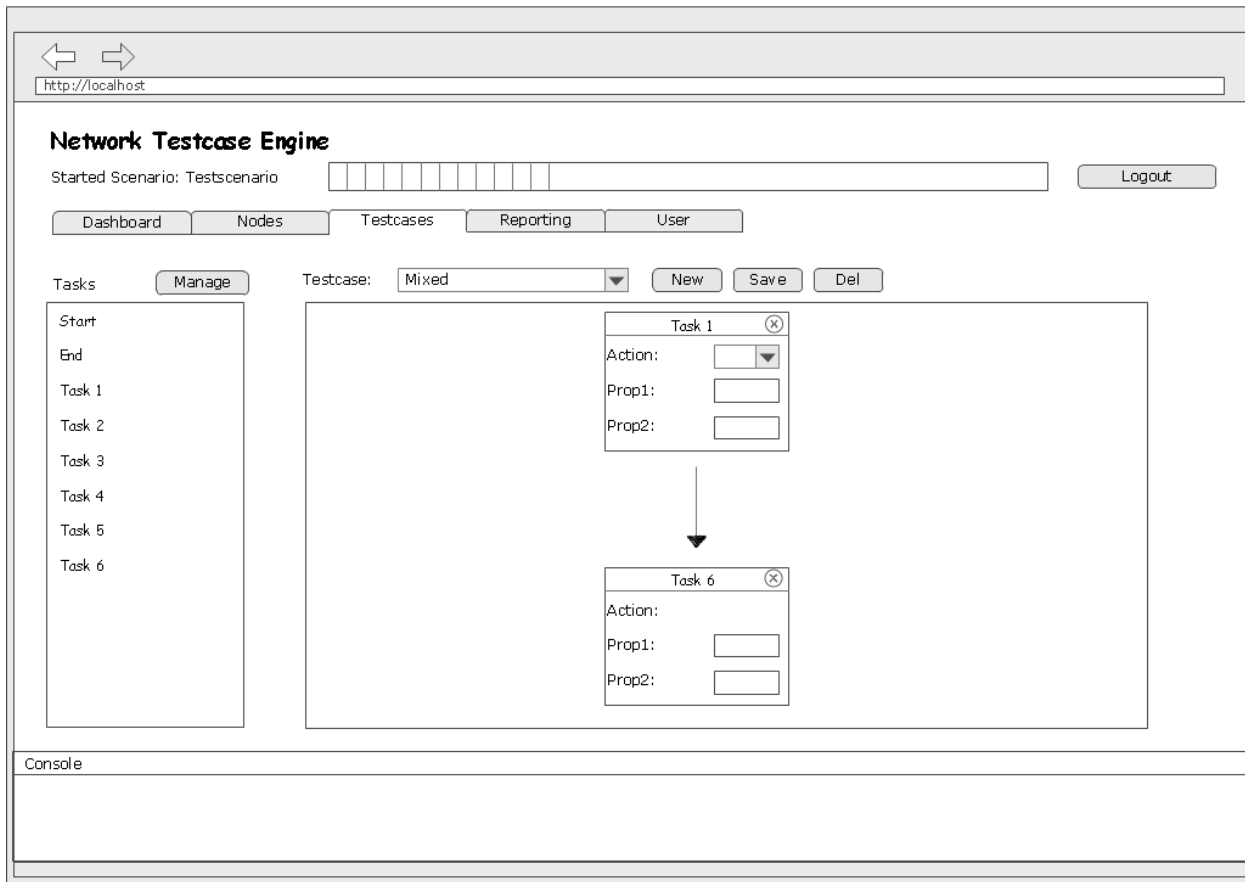 http://localhost
Network Testcase Engine
Started Scenario: Testscenario
Logout
Dashboard Nodes Testcases Reporting User
Tasks Manage Testcase: Mixed New Save Del
Start
End
Task 1
Task 2
Task 3
Task 4
Task 5
Task 6
Task 1
Action:
Prop1:
Prop2:
Task 6
Action:
Prop1:
Prop2:
Console